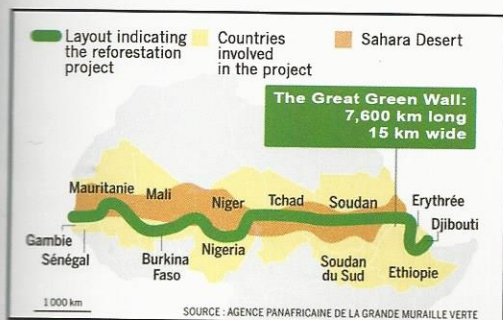 Layout indicating
the reforestation
project
Countries
involved
in the project
Sahara Desert
The Great Green Wall:
7,600 km long
15 km wide
Mauritanie
Mali
Niger
Tchad
Soudan
Erythrée
Djibouti
Gambie
Sénégal
Burkina
Faso
Nigeria
Soudan
du Sud
Ethiopie
1 000 km
SOURCE : AGENCE PANAFRICAINE DE LA GRANDE MURAILLE VERTE